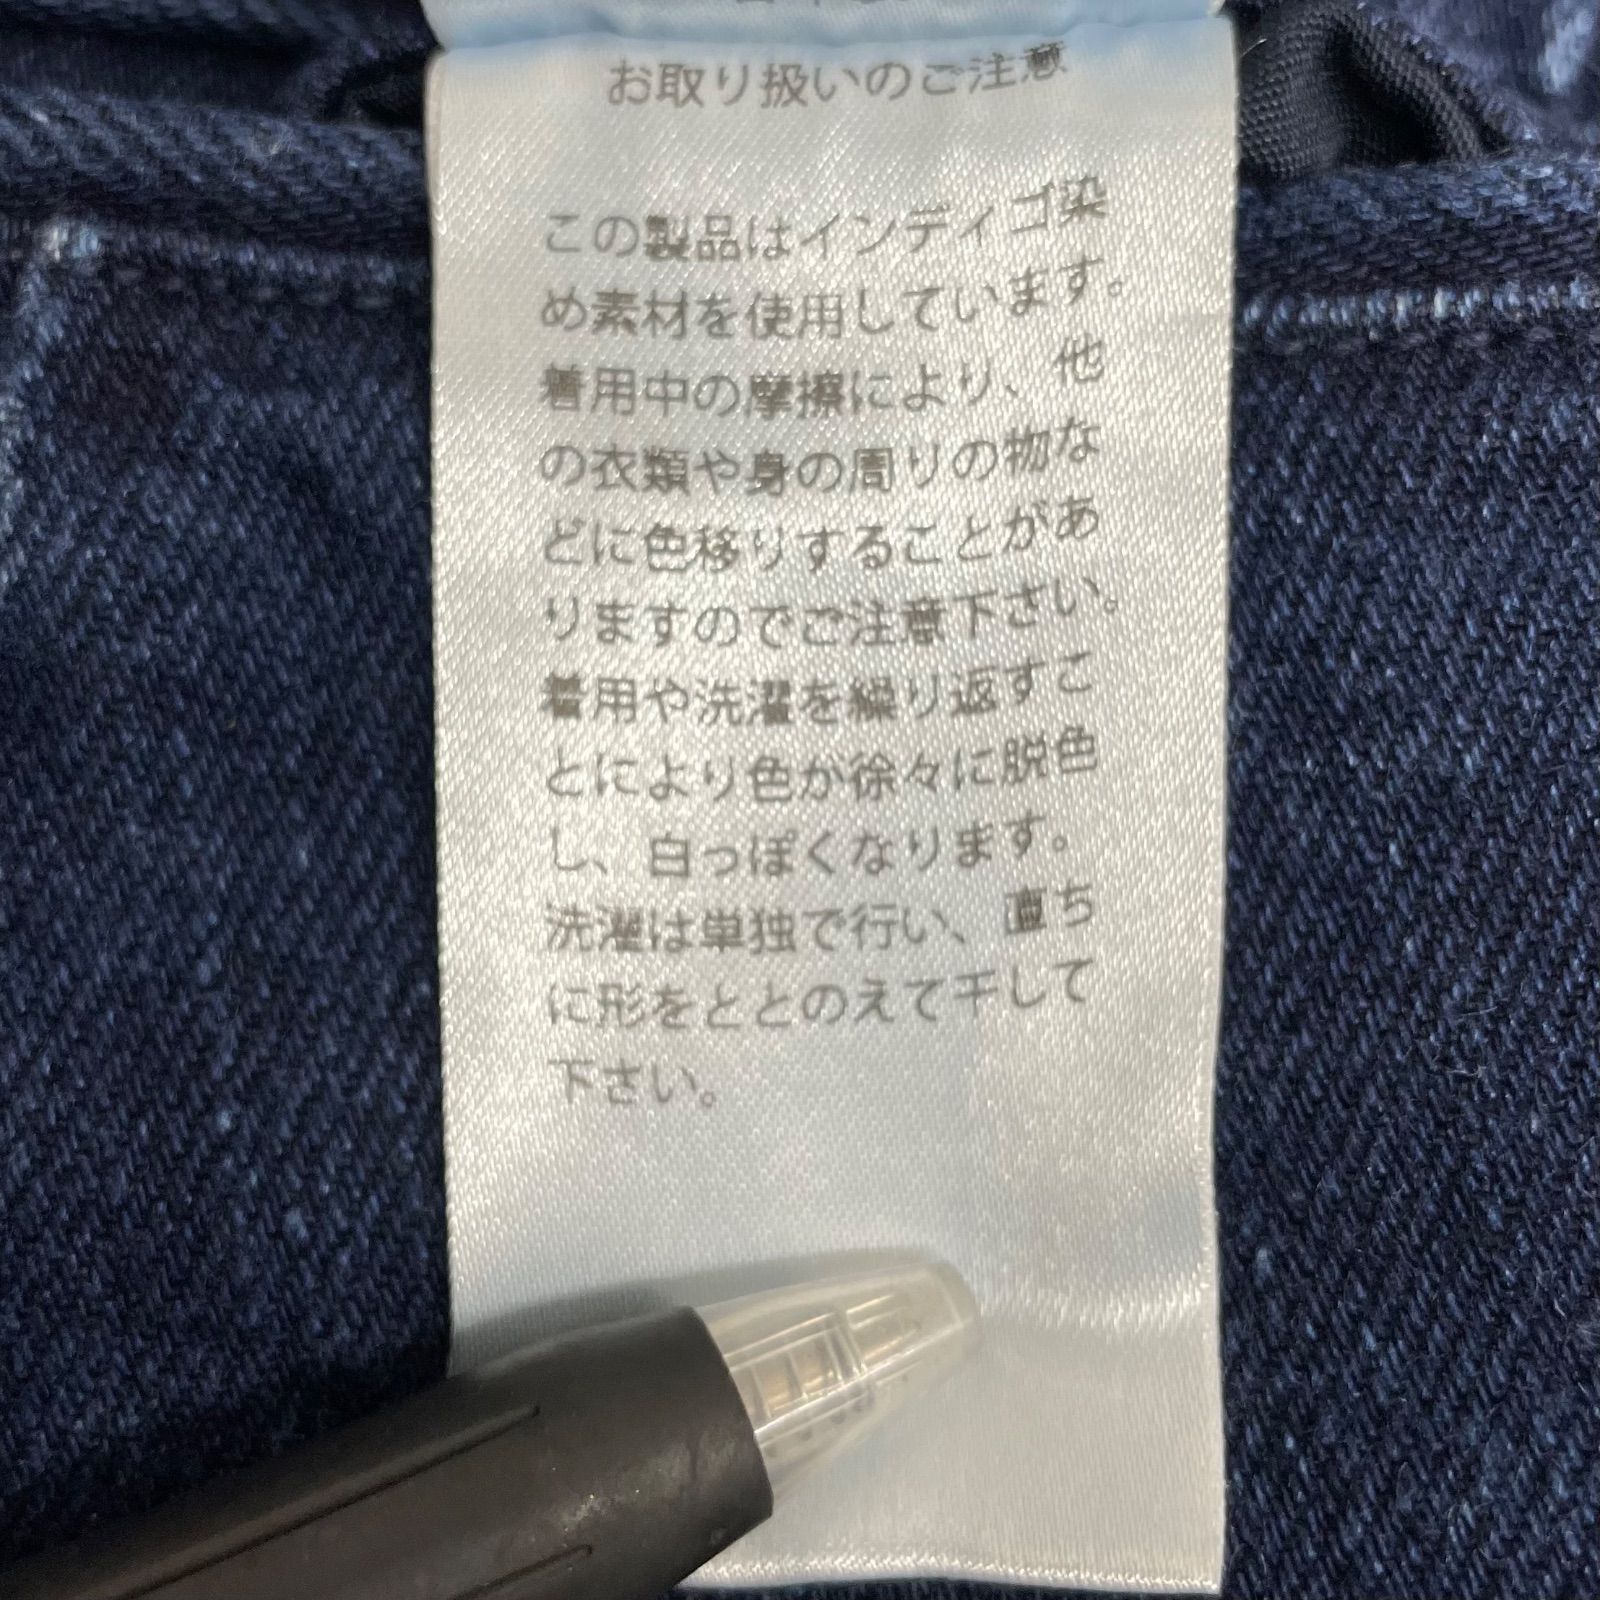 お取り扱いのご注意
この製品はインディゴ染
め素材を使用しています。
着用中の摩擦により、他
の衣類や身の周りの物な
どに色移りすることがあ
りますのでご注意下さい。
着用や洗濯を繰り返すこ
とにより色が徐々に脱色
し、白っぽくなります。
洗濯は単独で行い、直ち
に形をととのえて干して
下さい。